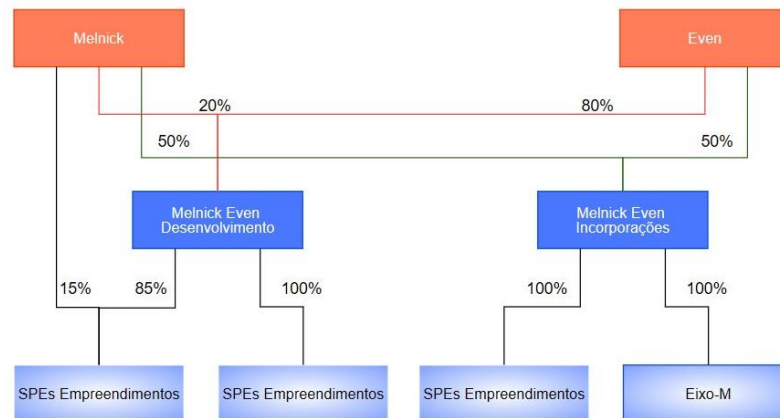 Melnick
Even
20%
80%
50%
50%
Melnick Even
Desenvolvimento
Melnick Even
Incorporações
15%
85%
100%
100%
100%
SPEs Empreendimentos
SPEs Empreendimentos
SPEs Empreendimentos
Eixo-M